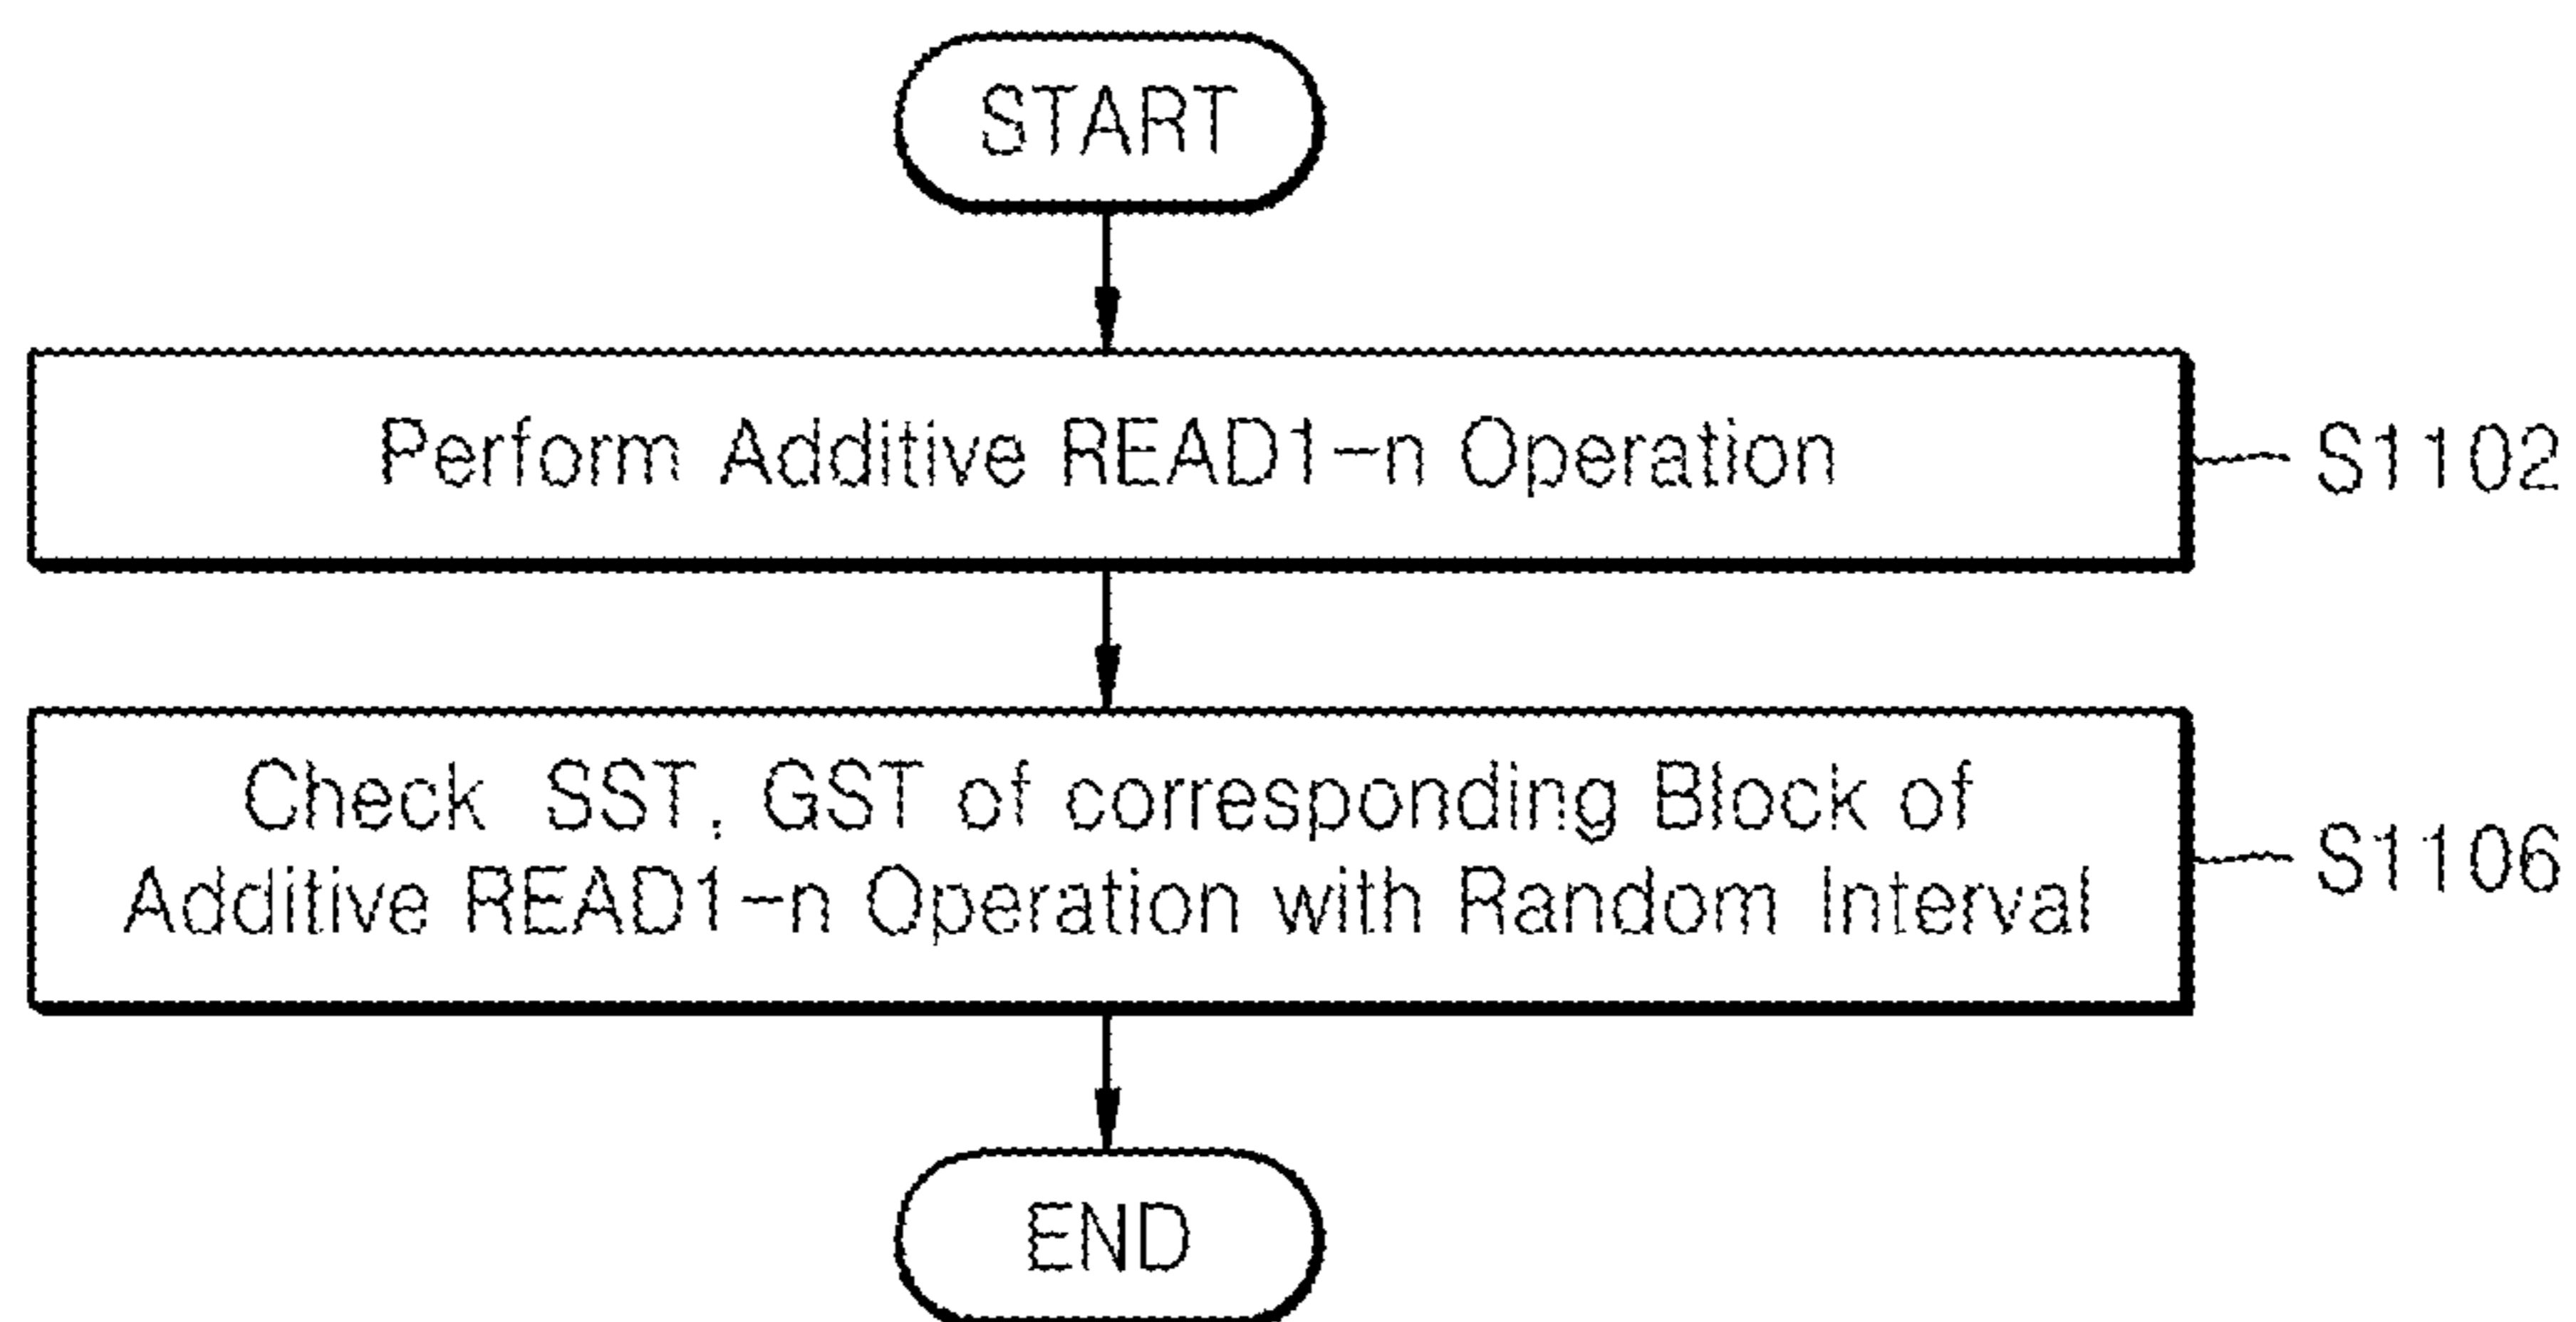 START
Perform Additive READ1-n Operation
S1102
Check SST, GST of corresponding Block of
Additive READ1-n Operation with Random Interval
S1106
END